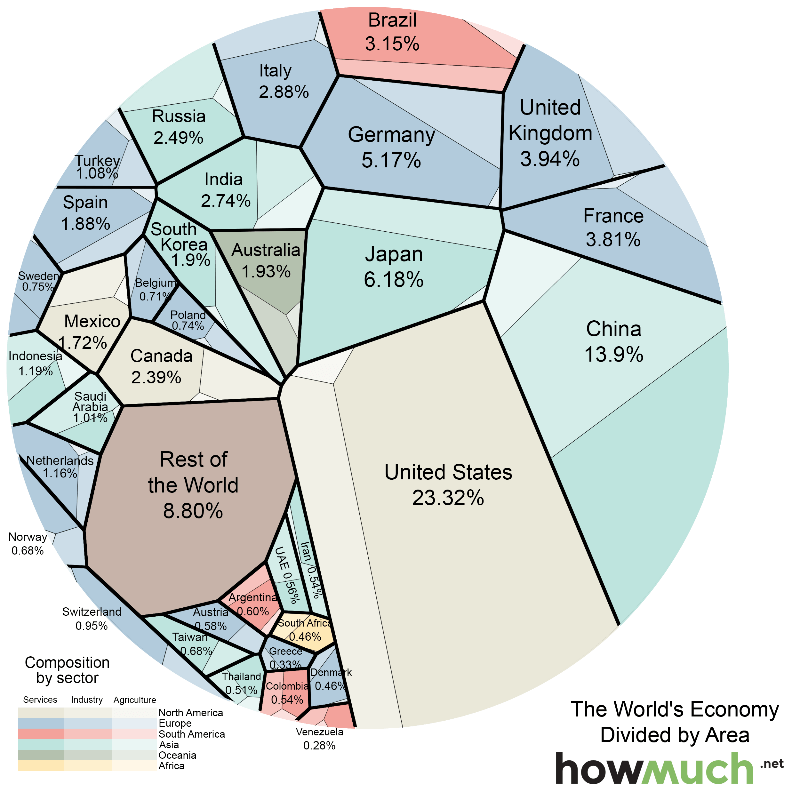 Brazil
3.15%
Italy
2.88%
Russia
2.49%
Germany
5.17%
United
Kingdom
3.94%
Turkey
1.08%
India
2.74%
Spain
1.88%
France
3.81%
South
Korea
1.9%
Australia
1.93%
Japan
6.18%
Sweden
0.75%
Belgium
0.71%
Poland
0.74%
Mexico
1.72%
China
13.9%
Indonesia
1.19%
Canada
2.39%
Saudi
Arabia
1.01%
Netherlands
1.16%
Rest of
the World
8.80%
United States
23.32%
Norway
0.68%
UAE 0.56%
Iran, 0.54%
Switzerland
0.95%
Austria
0.58%
Argentina
0.60%
South Africa
0.46%
Taiwan
0.68%
Greece
0.33%
Denmark
0.46%
Thailand
0.51%
Colombia
0.54%
Venezuela
0.28%
Composition
by sector
Services Industry Agriculture
North America
Europe
South America
Asia
Oceania
Africa
The World's Economy
Divided by Area
howmuch.net